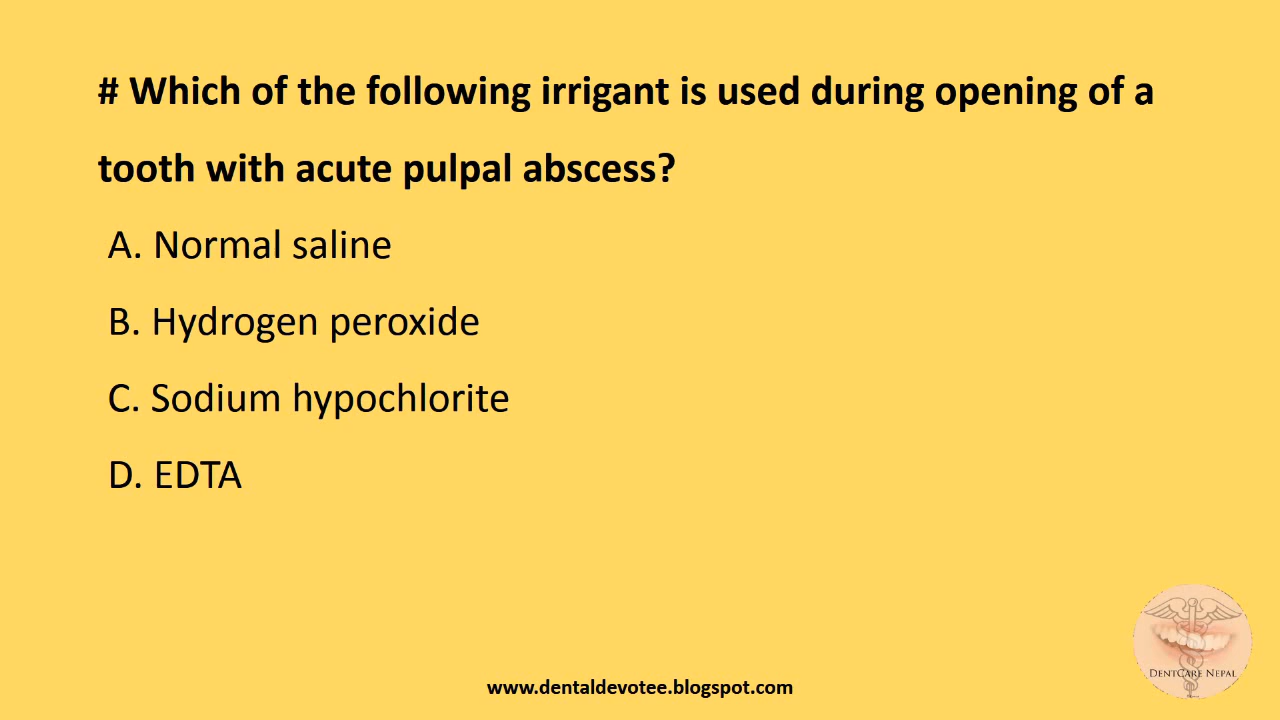 # Which of the following irrigant is used during opening of a
tooth with acute pulpal abscess?
A. Normal saline
B. Hydrogen peroxide
C. Sodium hypochlorite
D. EDTA
DENTCARE NEPAL
www.dentaldevotee.blogspot.com